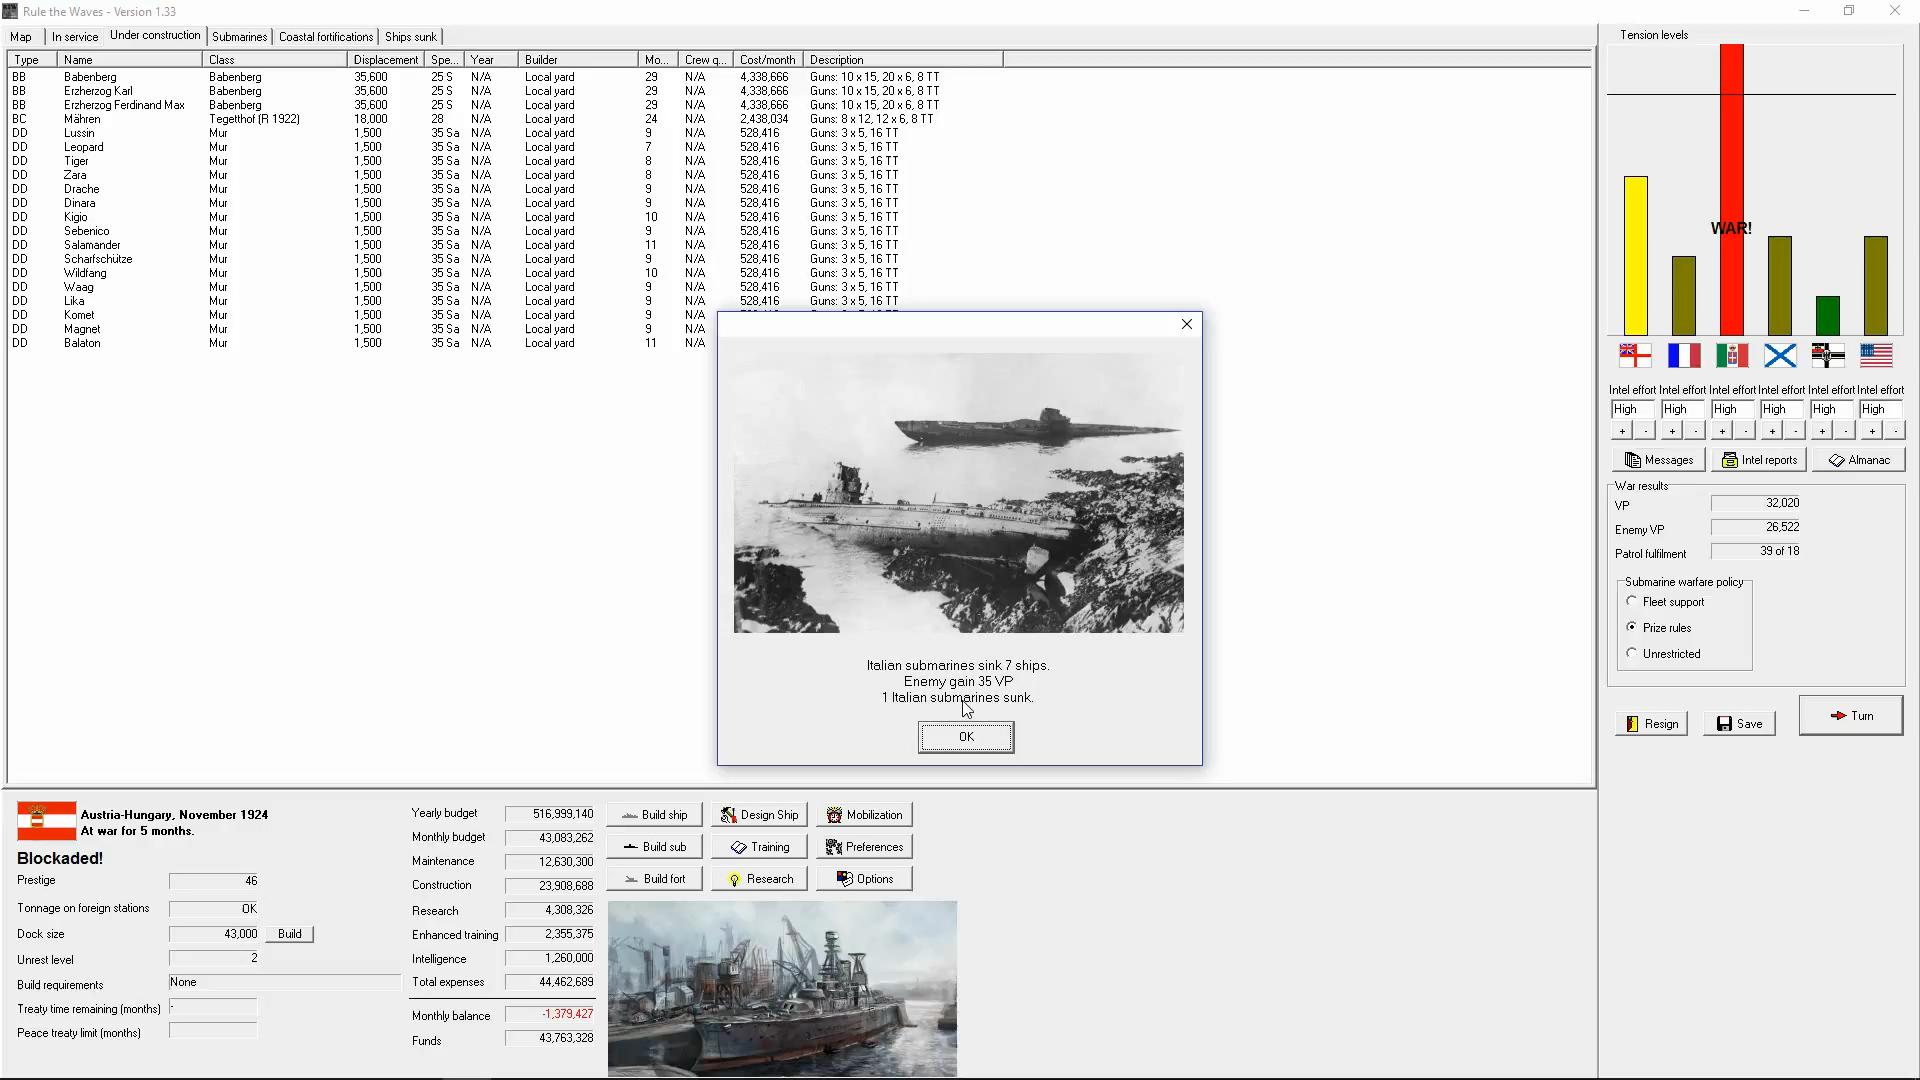 Rule the Waves - Version 1.33
Map In service Under construction Submarines Coastal fortifications Ships sunk
Type Name Class Displacement Spe... Year Builder Mo... Crew q... Cost/month Description
BB Babenberg Babenberg 35,600 25 S N/A Local yard 29 N/A 4,338,666 Guns: 10 x 15, 20 x 6, 8 TT
BB Erzherzog Karl Babenberg 35,600 25 S N/A Local yard 29 N/A 4,338,666 Guns: 10 x 15, 20 x 6, 8 TT
BB Erzherzog Ferdinand Max Babenberg 35,600 25 S N/A Local yard 29 N/A 4,338,666 Guns: 10 x 15, 20 x 6, 8 TT
BC Mähren Tegetthof (R 1922) 18,000 28 N/A Local yard 24 N/A 2,438,034 Guns: 8 x 12, 12 x 6, 8 TT
DD Lussin Mur 1,500 35 Sa N/A Local yard 9 N/A 528,416 Guns: 3 x 5, 16 TT
DD Leopard Mur 1,500 35 Sa N/A Local yard 7 N/A 528,416 Guns: 3 x 5, 16 TT
DD Tiger Mur 1,500 35 Sa N/A Local yard 8 N/A 528,416 Guns: 3 x 5, 16 TT
DD Zara Mur 1,500 35 Sa N/A Local yard 8 N/A 528,416 Guns: 3 x 5, 16 TT
DD Drache Mur 1,500 35 Sa N/A Local yard 9 N/A 528,416 Guns: 3 x 5, 16 TT
DD Dinara Mur 1,500 35 Sa N/A Local yard 9 N/A 528,416 Guns: 3 x 5, 16 TT
DD Kigio Mur 1,500 35 Sa N/A Local yard 10 N/A 528,416 Guns: 3 x 5, 16 TT
DD Sebenico Mur 1,500 35 Sa N/A Local yard 9 N/A 528,416 Guns: 3 x 5, 16 TT
DD Salamander Mur 1,500 35 Sa N/A Local yard 11 N/A 528,416 Guns: 3 x 5, 16 TT
DD Scharfschütze Mur 1,500 35 Sa N/A Local yard 9 N/A 528,416 Guns: 3 x 5, 16 TT
DD Wildfang Mur 1,500 35 Sa N/A Local yard 10 N/A 528,416 Guns: 3 x 5, 16 TT
DD Waag Mur 1,500 35 Sa N/A Local yard 9 N/A 528,416 Guns: 3 x 5, 16 TT
DD Lika Mur 1,500 35 Sa N/A Local yard 9 N/A 528,416 Guns: 3 x 5, 16 TT
DD Komet Mur 1,500 35 Sa N/A Local yard 9 N/A
DD Magnet Mur 1,500 35 Sa N/A Local yard 9 N/A
DD Balaton Mur 1,500 35 Sa N/A Local yard 11 N/A
Italian submarines sink 7 ships.
Enemy gain 35 VP
1 Italian submarines sunk.
OK
Tension levels
WAR!
Intel effort Intel effort Intel effort Intel effort Intel effort Intel effort
High High High High High High
+ - + - + - + - + - + -
Messages Intel reports Almanac
War results
VP 32,020
Enemy VP 26,522
Patrol fulfilment 39 of 18
Submarine warfare policy
Fleet support
Prize rules
Unrestricted
Resign Save Turn
Austria-Hungary, November 1924
At war for 5 months.
Blockaded!
Prestige 46
Tonnage on foreign stations OK
Dock size 43,000 Build
Unrest level 2
Build requirements None
Treaty time remaining (months) -
Peace treaty limit (months)
Yearly budget 516,999,140
Monthly budget 43,083,262
Maintenance 12,630,300
Construction 23,908,688
Research 4,308,326
Enhanced training 2,355,375
Intelligence 1,260,000
Total expenses 44,462,689
Monthly balance -1,379,427
Funds 43,763,328
Build ship Design Ship Mobilization
Build sub Training Preferences
Build fort Research Options